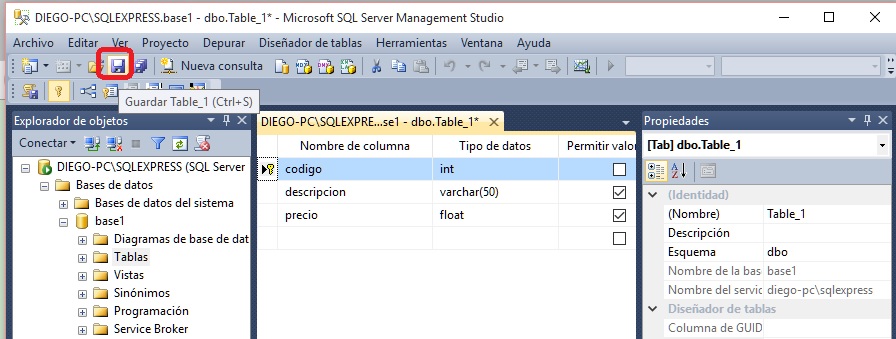 DIEGO-PC\SQLEXPRESS.base1 - dbo.Table_1* - Microsoft SQL Server Management Studio
Archivo Editar Ver Proyecto Depurar Diseñador de tablas Herramientas Ventana Ayuda
Nueva consulta
Guardar Table_1 (Ctrl+S)
Explorador de objetos
Conectar
DIEGO-PC\SQLEXPRESS (SQL Server
Bases de datos
Bases de datos del sistema
base1
Diagramas de base de dat
Tablas
Vistas
Sinónimos
Programación
Service Broker
DIEGO-PC\SQLEXPRE...se1 - dbo.Table_1*
Nombre de columna Tipo de datos Permitir valor
codigo int
descripcion varchar(50)
precio float
Propiedades
[Tab] dbo.Table_1
(Identidad)
(Nombre) Table_1
Descripción
Esquema dbo
Nombre de la bas base1
Nombre del servic diego-pc\sqlexpress
Diseñador de tablas
Columna de GUID